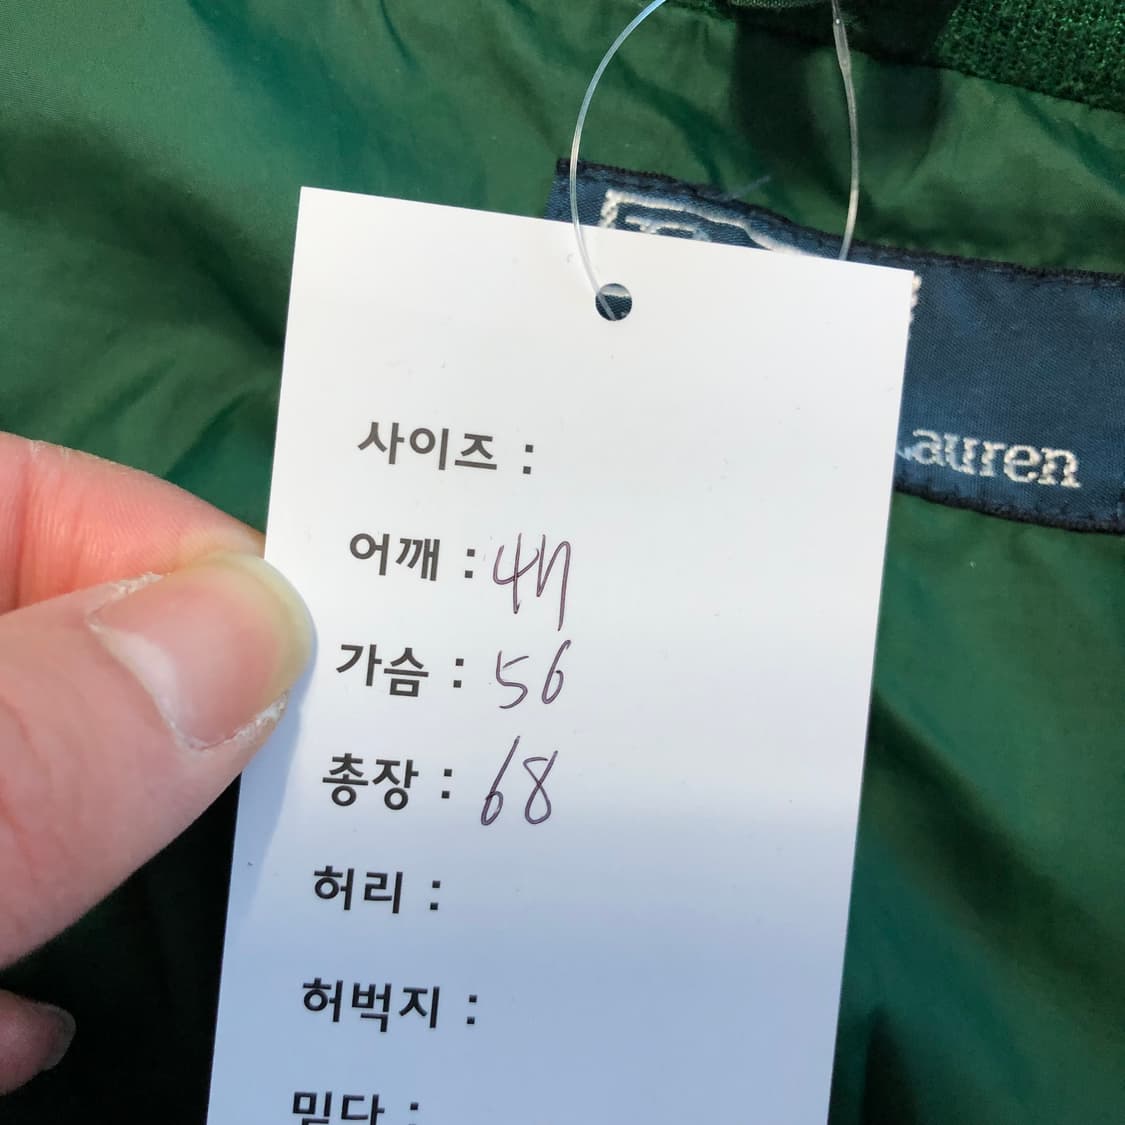 Lauren
사이즈 :
어깨 : 47
가슴 : 56
총장 : 68
허리 :
허벅지 :
밑단 :